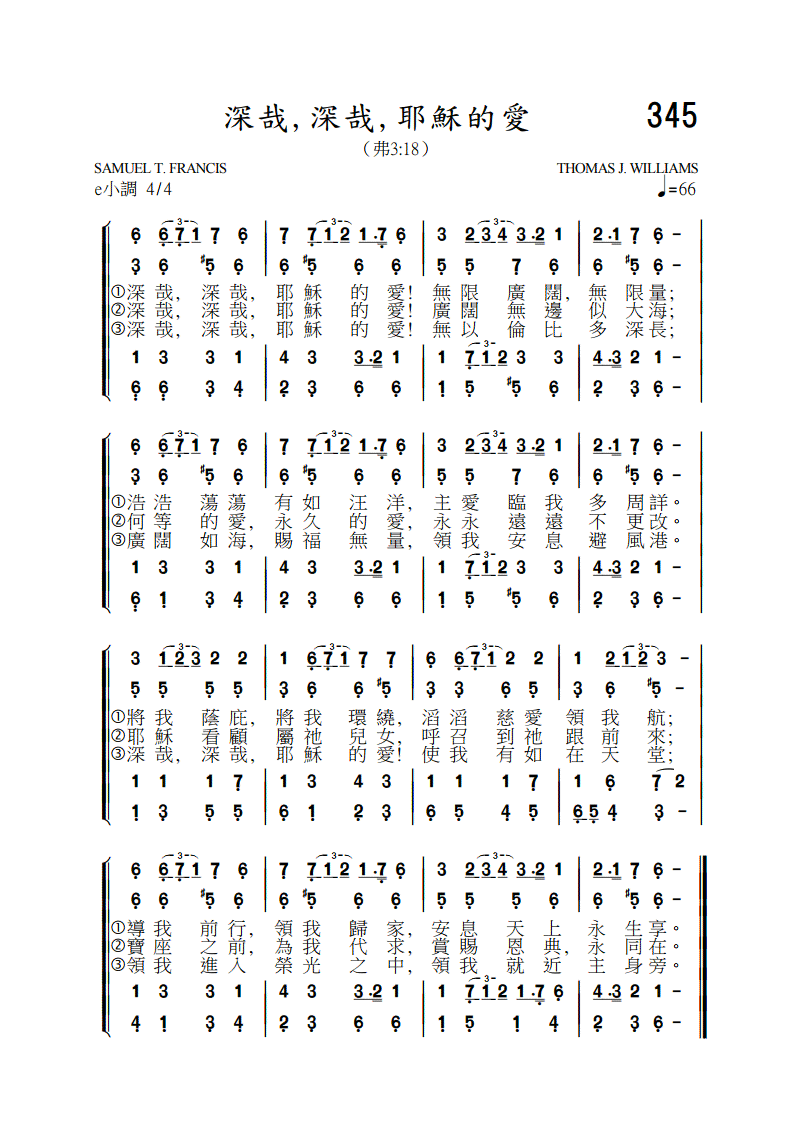 深哉,深哉,耶穌的愛 345
（弗3:18）
SAMUEL T. FRANCIS THOMAS J. WILLIAMS
e小調 4/4 ♩=66
①深哉，深哉，耶穌的愛！無限廣闊，無限量；
②深哉，深哉，耶穌的愛！廣闊無邊似大海；
③深哉，深哉，耶穌的愛！無以倫比多深長；
①浩浩蕩蕩有如汪洋，主愛臨我多周詳。
②何等的愛，永久的愛，永永遠遠不更改。
③廣闊如海，賜福無量，領我安息避風港。
①將我蔭庇，將我環繞，滔滔慈愛領我航；
②耶穌看顧屬祂兒女，呼召到祂跟前來；
③深哉，深哉，耶穌的愛！使我有如在天堂；
①導我前行，領我歸家，安息天上永生享。
②寶座之前，為我代求，賞賜恩典，永同在。
③領我進入榮光之中，領我就近主身旁。